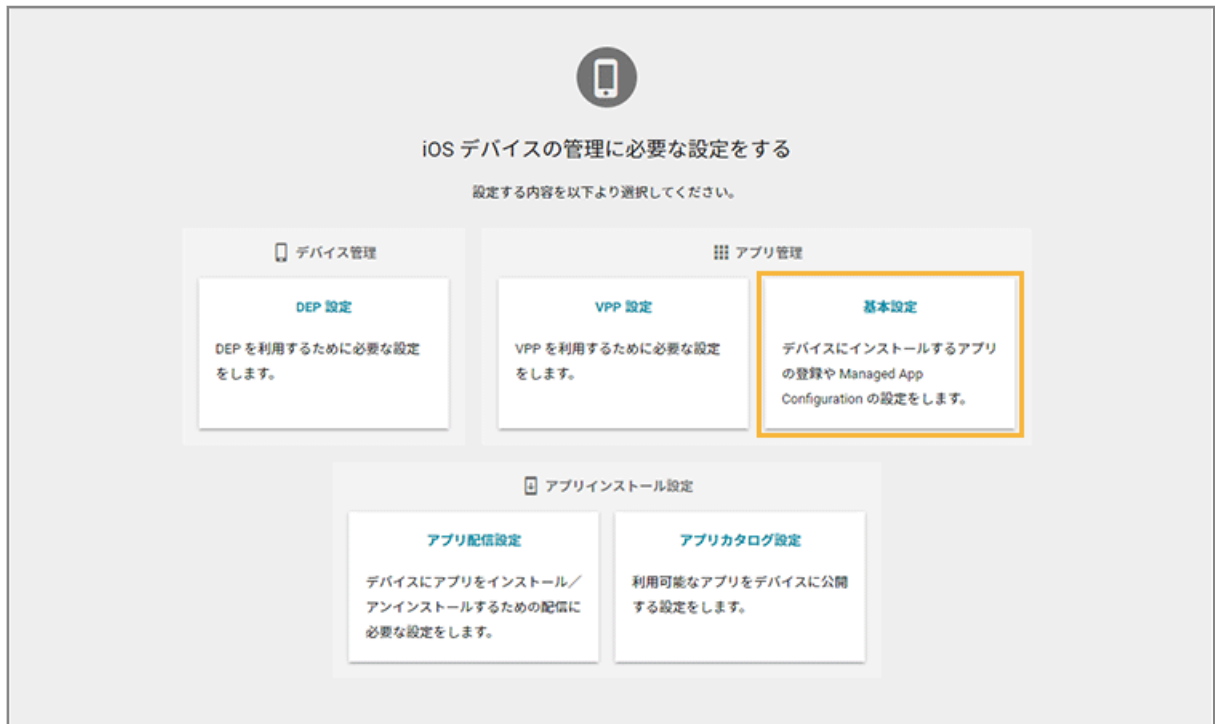 iOS デバイスの管理に必要な設定をする
設定する内容を以下より選択してください。
デバイス管理
DEP 設定
DEP を利用するために必要な設定
をします。
アプリ管理
VPP 設定
VPP を利用するために必要な設定
をします。
基本設定
デバイスにインストールするアプリ
の登録や Managed App
Configuration の設定をします。
アプリインストール設定
アプリ配信設定
デバイスにアプリをインストール／
アンインストールするための配信に
必要な設定をします。
アプリカタログ設定
利用可能なアプリをデバイスに公開
する設定をします。